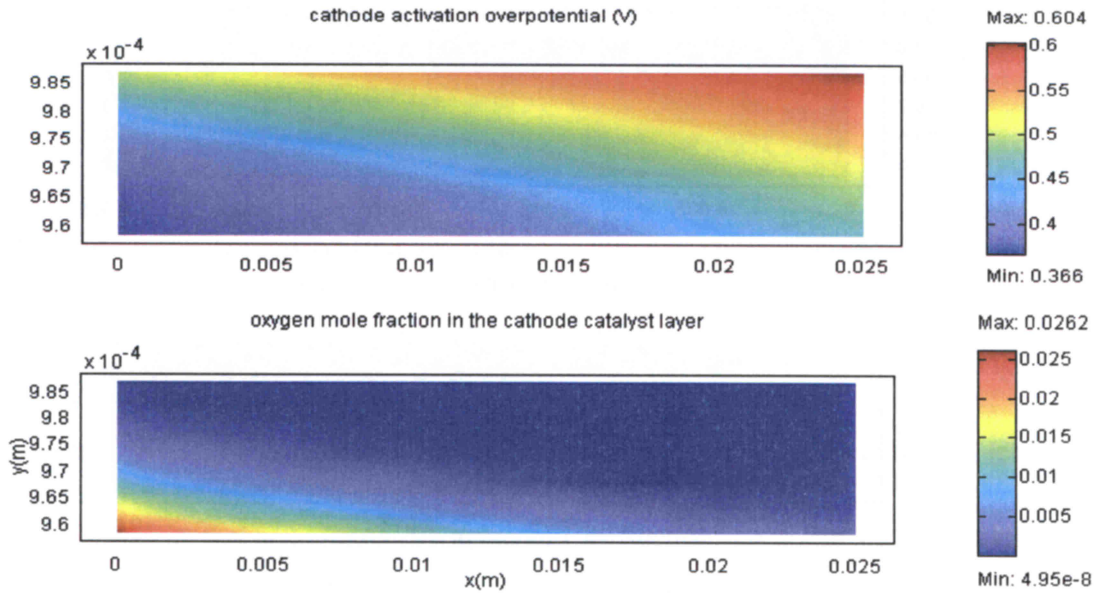 cathode activation overpotential (V)
Max: 0.604
x 10-4
9.85
9.8
9.75
9.7
9.65
9.6
0 0.005 0.01 0.015 0.02 0.025
0.6
0.55
0.5
0.45
0.4
Min: 0.366
oxygen mole fraction in the cathode catalyst layer
Max: 0.0262
x 10-4
9.85
9.8
9.75
9.7
9.65
9.6
y(m)
0 0.005 0.01 0.015 0.02 0.025
x(m)
0.025
0.02
0.015
0.01
0.005
Min: 4.95e-8